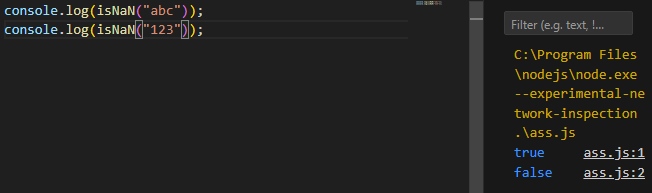 console.log(isNaN("abc"));
console.log(isNaN("123"));
Filter (e.g. text, !...
C:\Program Files
\nodejs\node.exe
--experimental-ne
twork-inspection
.\ass.js
true ass.js:1
false ass.js:2